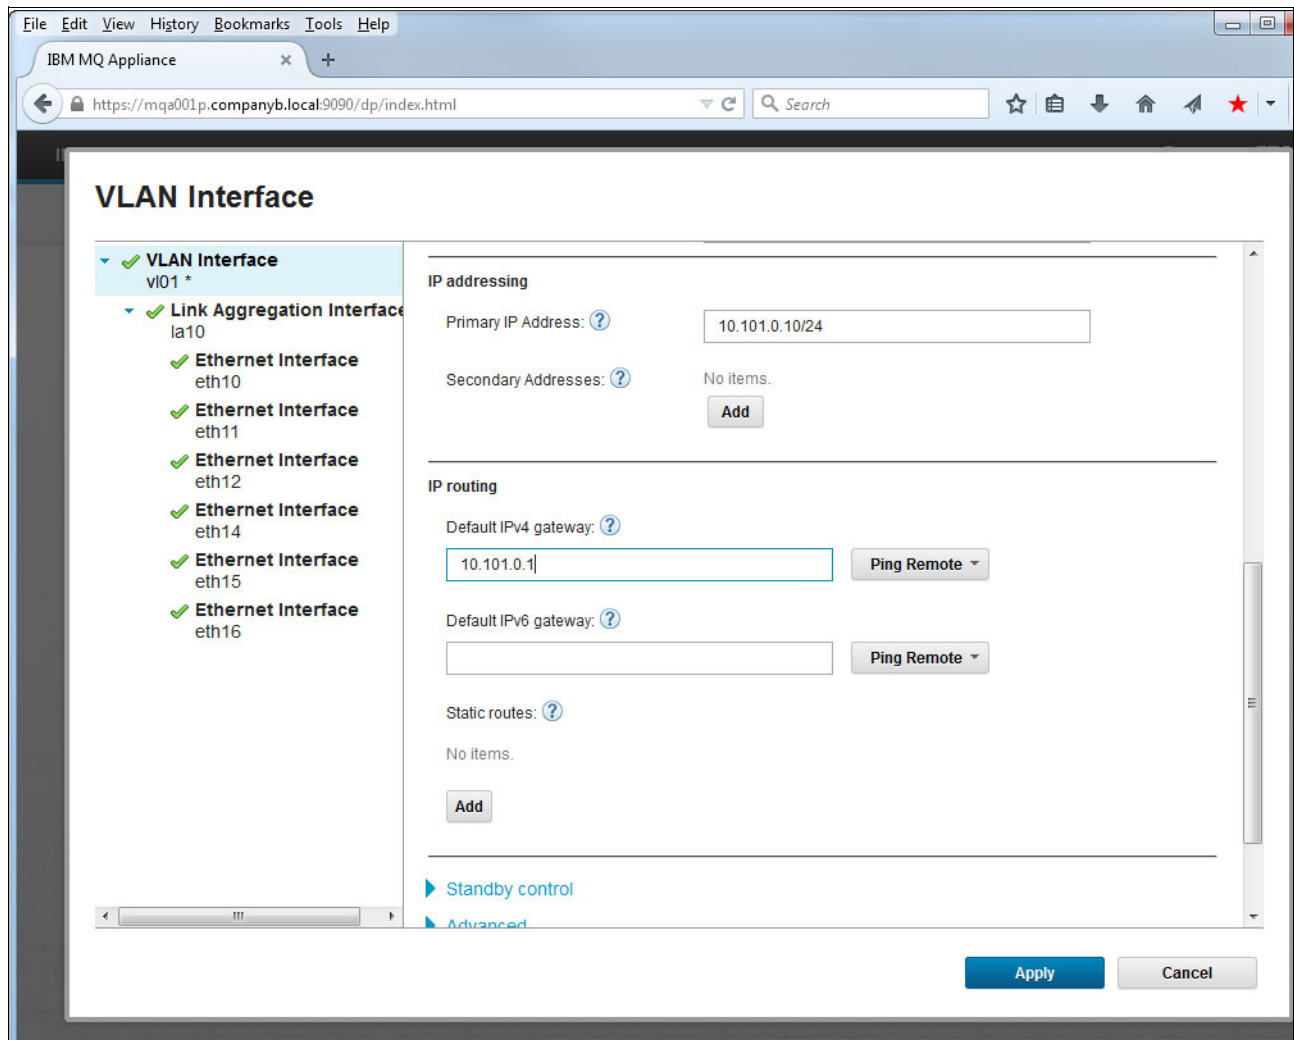 File Edit View History Bookmarks Tools Help
IBM MQ Appliance
https://mqa001p.companyb.local:9090/dp/index.html
Search
VLAN Interface
VLAN Interface
vl01 *
Link Aggregation Interface
la10
Ethernet Interface
eth10
Ethernet Interface
eth11
Ethernet Interface
eth12
Ethernet Interface
eth14
Ethernet Interface
eth15
Ethernet Interface
eth16
IP addressing
Primary IP Address: ? 10.101.0.10/24
Secondary Addresses: ? No items.
Add
IP routing
Default IPv4 gateway: ?
10.101.0.1 Ping Remote
Default IPv6 gateway: ?
Ping Remote
Static routes: ?
No items.
Add
Standby control
Advanced
Apply Cancel